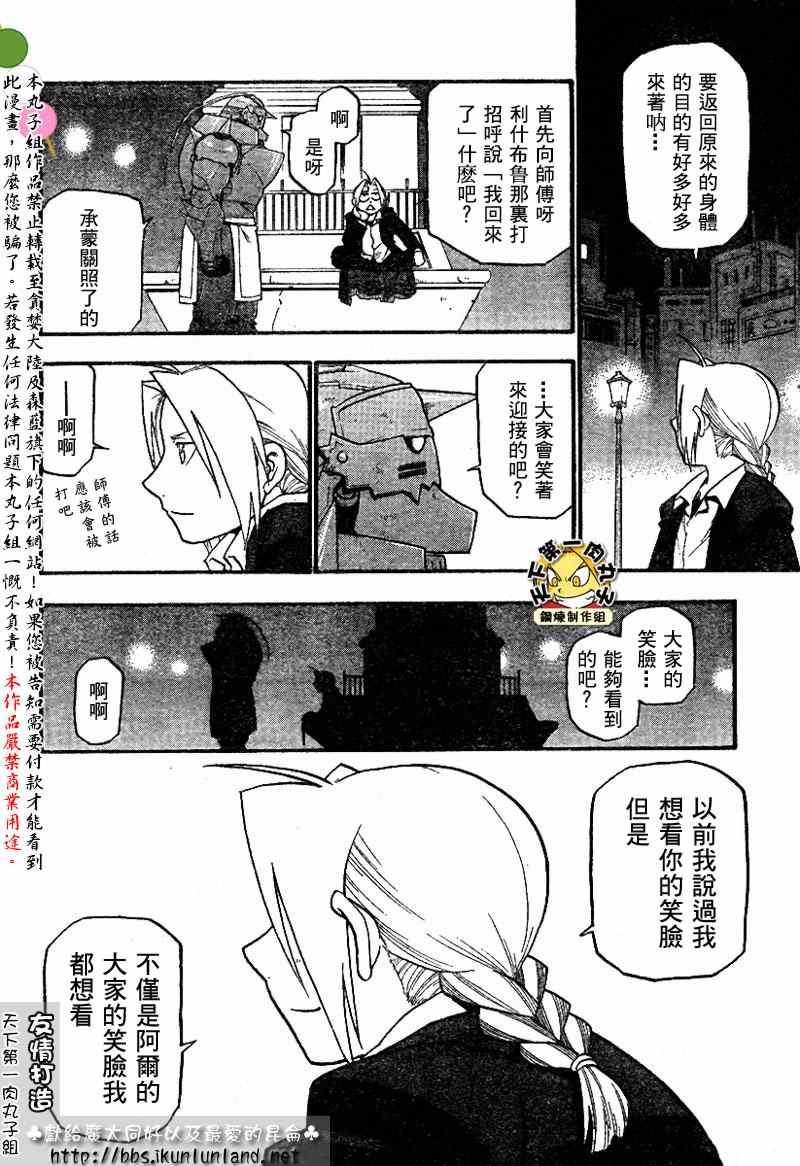 要返回原來的身體
的目的有好多好多
來著吶…
首先向師傅呀
利什布魯那裏打
招呼說「我回來
了」什麽吧？
啊
是呀
承蒙關照了的
…大家會笑著
來迎接的吧？
——啊啊
師傅的話
應該會被
打吧
大家的
笑臉…
能夠看到
的吧？
啊啊
以前我說過我
想看你的笑臉
但是
不僅是阿爾的
大家的笑臉我
都想看
天下第一肉丸子
鋼煉制作組
本丸子組作品禁止轉載至貪婪大陸及森藍旗下的任何網站！如果您被告知需要付款才能看到
此漫畫，那麼您被騙了。若發生任何法律問題本丸子組一慨不負責！本作品嚴禁商業用途。
友情打造
天下第一肉丸子組
♣獻給廣大同好以及最愛的昆侖♣
http://bbs.ikunlunland.net